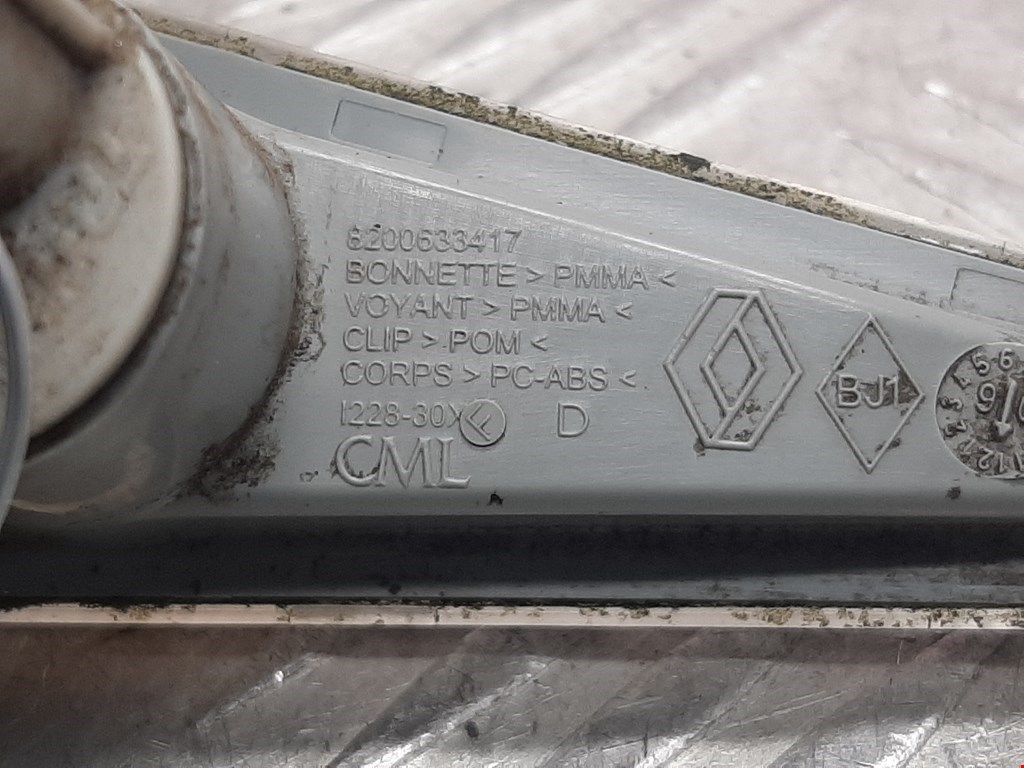 8200633417
BONNETTE > PMMA <
VOYANT > PMMA <
CLIP > POM <
CORPS > PC-ABS <
I228-30X F D
CML
BJ1